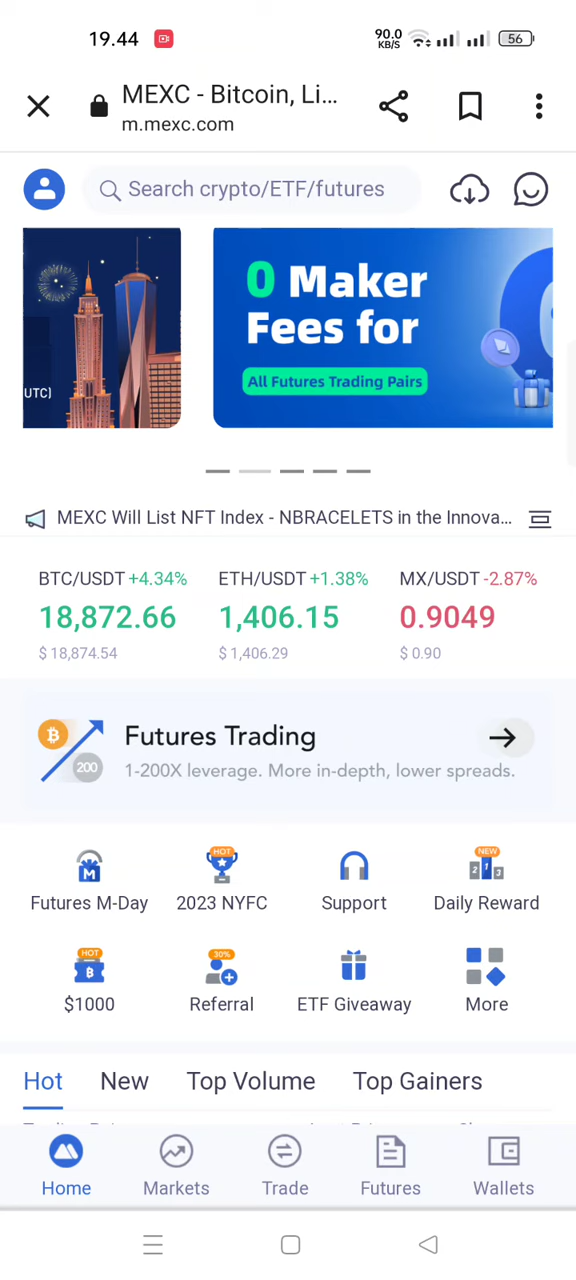 19.44
90.0
KB/S
56
MEXC - Bitcoin, Li...
m.mexc.com
Search crypto/ETF/futures
UTC)
0 Maker
Fees for
All Futures Trading Pairs
MEXC Will List NFT Index - NBRACELETS in the Innova...
BTC/USDT +4.34% ETH/USDT +1.38% MX/USDT -2.87%
18,872.66 1,406.15 0.9049
$ 18,874.54 $ 1,406.29 $ 0.90
Futures Trading
200
1-200X leverage. More in-depth, lower spreads.
M HOT NEW
2 1 3
Futures M-Day 2023 NYFC Support Daily Reward
HOT 30%
$1000 Referral ETF Giveaway More
Hot New Top Volume Top Gainers
Home Markets Trade Futures Wallets